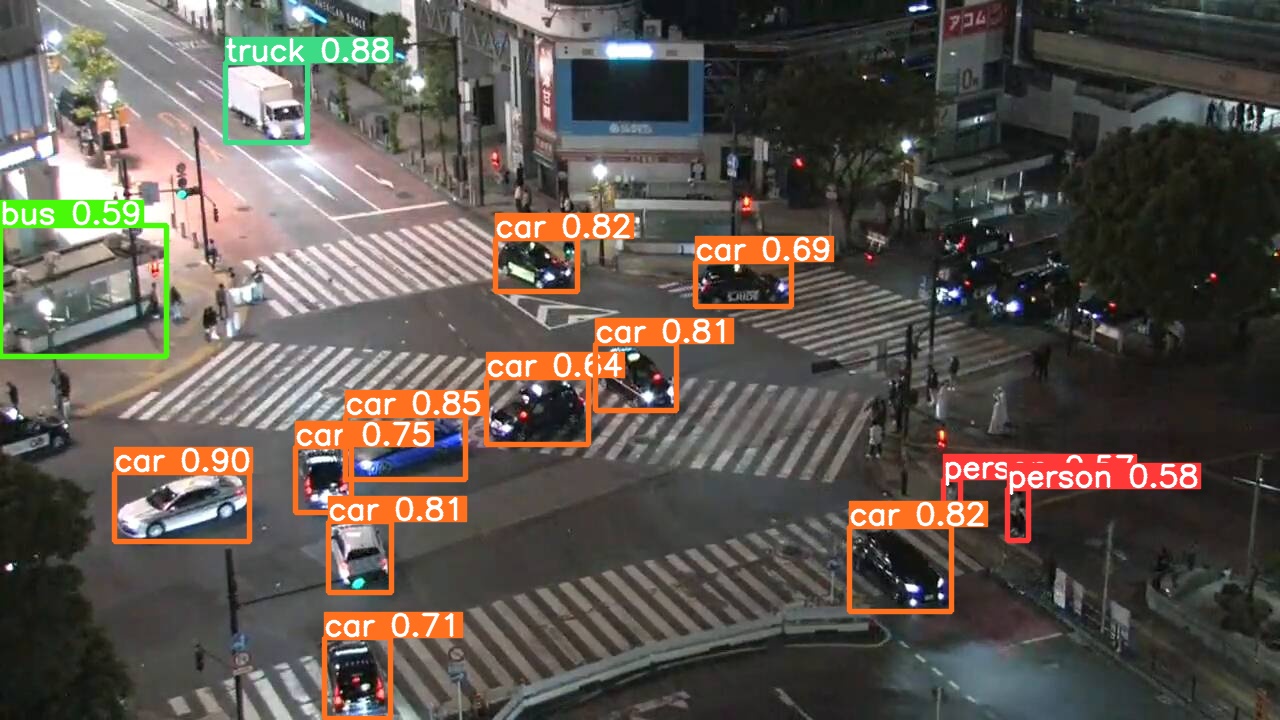 AMERICAN EAGLE
truck 0.88
アコム
bus 0.59
car 0.82
car 0.69
car 0.81
car 0.64
car 0.85
car 0.75
car 0.90
car 0.81
car 0.82
person 0.58
car 0.71